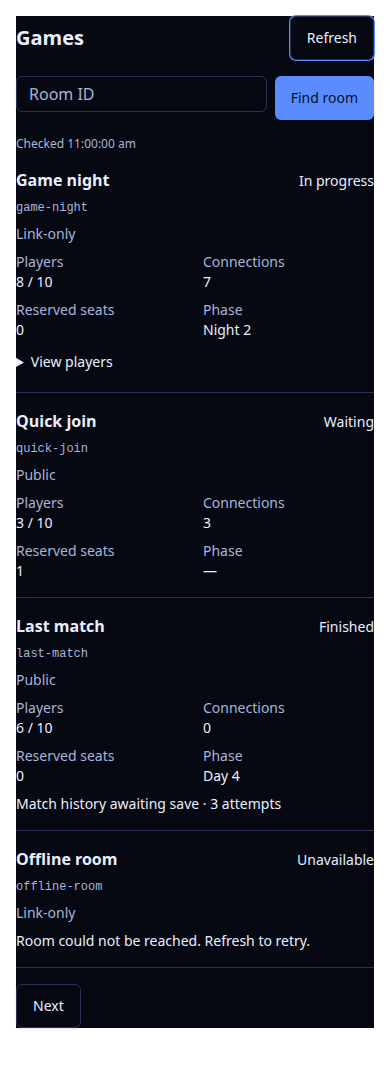 Games
Refresh
Room ID
Find room
Checked 11:00:00 am
Game night
In progress
game-night
Link-only
Players
Connections
8 / 10
7
Reserved seats
Phase
0
Night 2
View players
Quick join
Waiting
quick-join
Public
Players
Connections
3 / 10
3
Reserved seats
Phase
1
—
Last match
Finished
last-match
Public
Players
Connections
6 / 10
0
Reserved seats
Phase
0
Day 4
Match history awaiting save · 3 attempts
Offline room
Unavailable
offline-room
Link-only
Room could not be reached. Refresh to retry.
Next